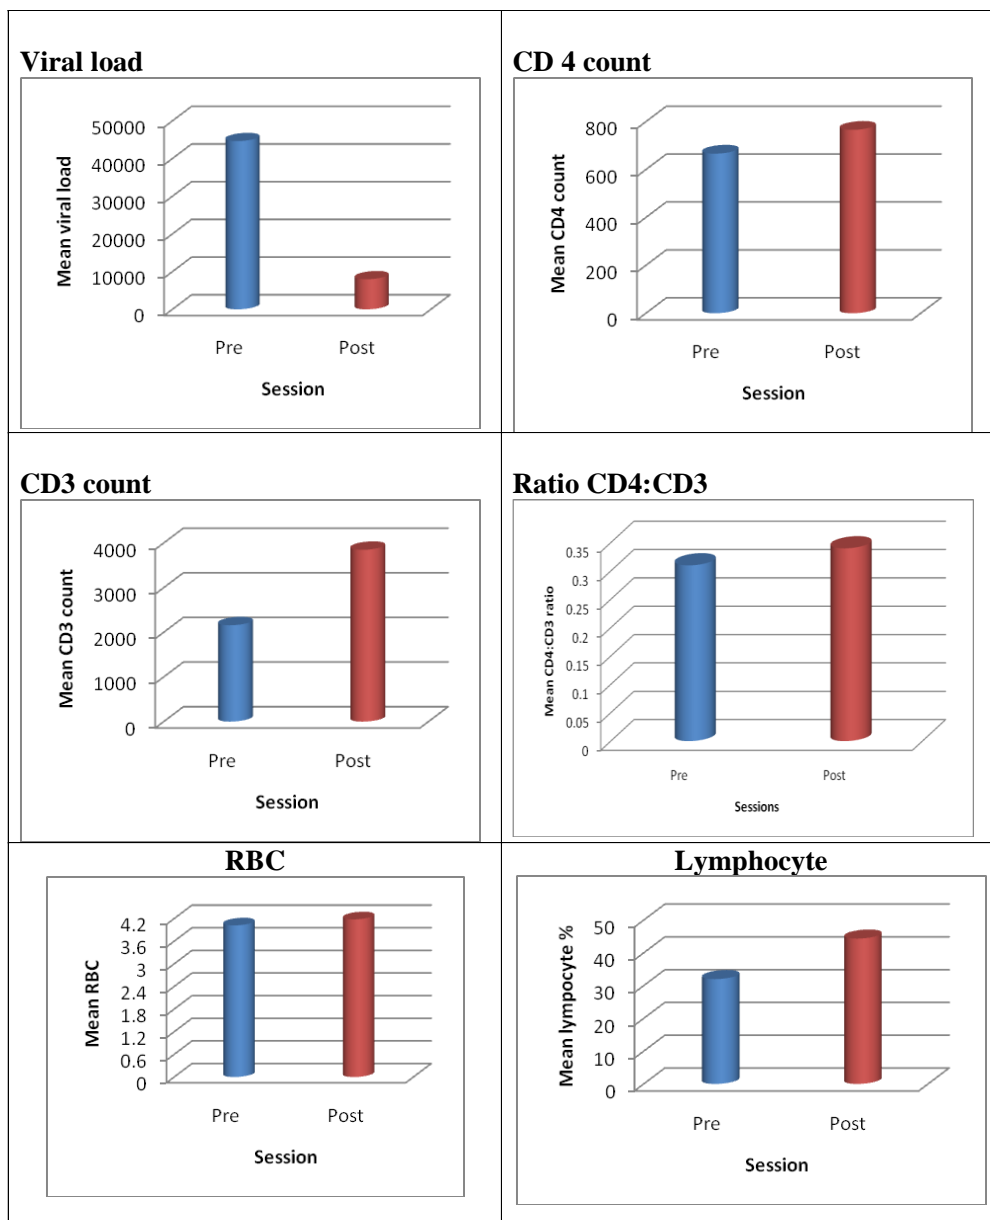 Viral load
50000
40000
30000
20000
10000
0
Mean viral load
Pre Post
Session
CD 4 count
800
600
400
200
0
Mean CD4 count
Pre Post
Session
CD3 count
4000
3000
2000
1000
0
Mean CD3 count
Pre Post
Session
Ratio CD4:CD3
0.35
0.3
0.25
0.2
0.15
0.1
0.05
0
Mean CD4:CD3 ratio
Pre Post
Sessions
RBC
4.2
3.6
3
2.4
1.8
1.2
0.6
0
Mean RBC
Pre Post
Session
Lymphocyte
50
40
30
20
10
0
Mean lympocyte %
Pre Post
Session